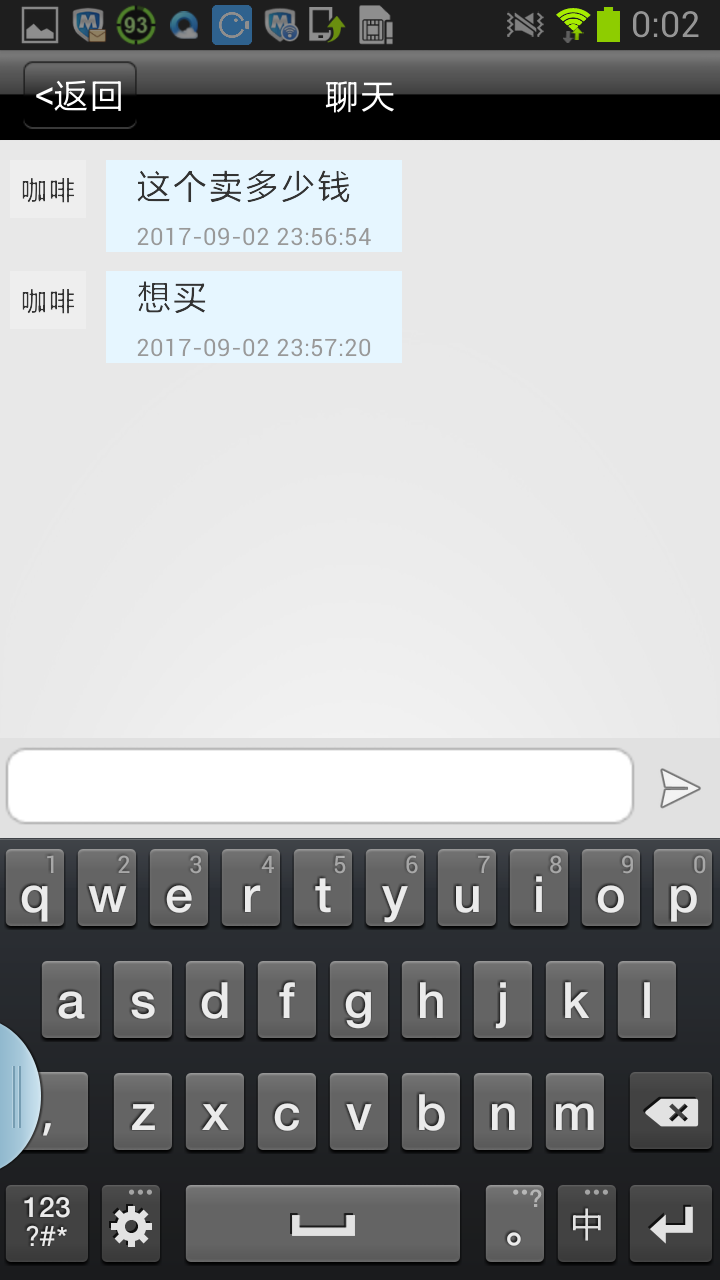 93 0:02
<返回 聊天
咖啡 这个卖多少钱
2017-09-02 23:56:54
咖啡 想买
2017-09-02 23:57:20
1 2 3 4 5 6 7 8 9 0
q w e r t y u i o p
a s d f g h j k l
, z x c v b n m
123 ?
?#* 。 中